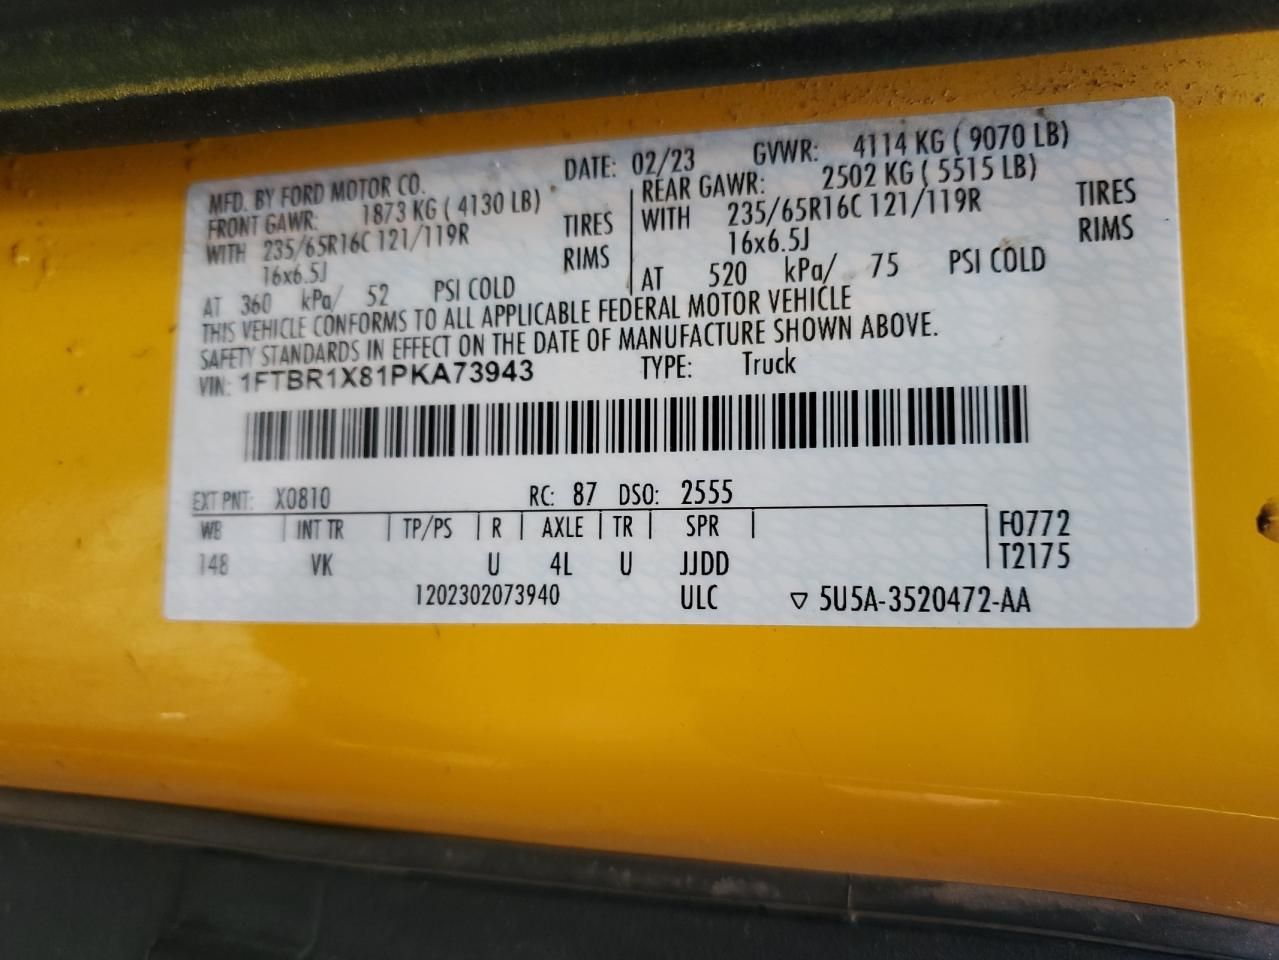 MFD. BY FORD MOTOR CO. DATE: 02/23 GVWR: 4114 KG ( 9070 LB)
FRONT GAWR: 1873 KG ( 4130 LB) REAR GAWR: 2502 KG ( 5515 LB)
WITH 235/65R16C 121/119R TIRES WITH 235/65R16C 121/119R TIRES
16x6.5J RIMS 16x6.5J RIMS
AT 360 kPa/ 52 PSI COLD AT 520 kPa/ 75 PSI COLD
THIS VEHICLE CONFORMS TO ALL APPLICABLE FEDERAL MOTOR VEHICLE
SAFETY STANDARDS IN EFFECT ON THE DATE OF MANUFACTURE SHOWN ABOVE.
VIN: 1FTBR1X81PKA73943 TYPE: Truck
EXT PNT: X0810 RC: 87 DSO: 2555
WB INT TR TP/PS R AXLE TR SPR F0772
148 VK U 4L U JJDD T2175
1202302073940 ULC ▽ 5U5A-3520472-AA